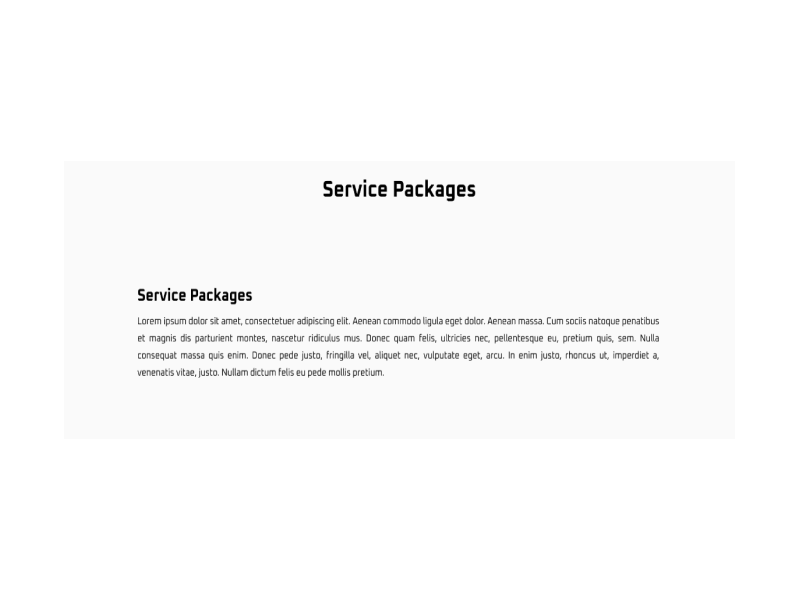 Service Packages
Service Packages
Lorem ipsum dolor sit amet, consectetuer adipiscing elit. Aenean commodo ligula eget dolor. Aenean massa. Cum sociis natoque penatibus
et magnis dis parturient montes, nascetur ridiculus mus. Donec quam felis, ultricies nec, pellentesque eu, pretium quis, sem. Nulla
consequat massa quis enim. Donec pede justo, fringilla vel, aliquet nec, vulputate eget, arcu. In enim justo, rhoncus ut, imperdiet a,
venenatis vitae, justo. Nullam dictum felis eu pede mollis pretium.